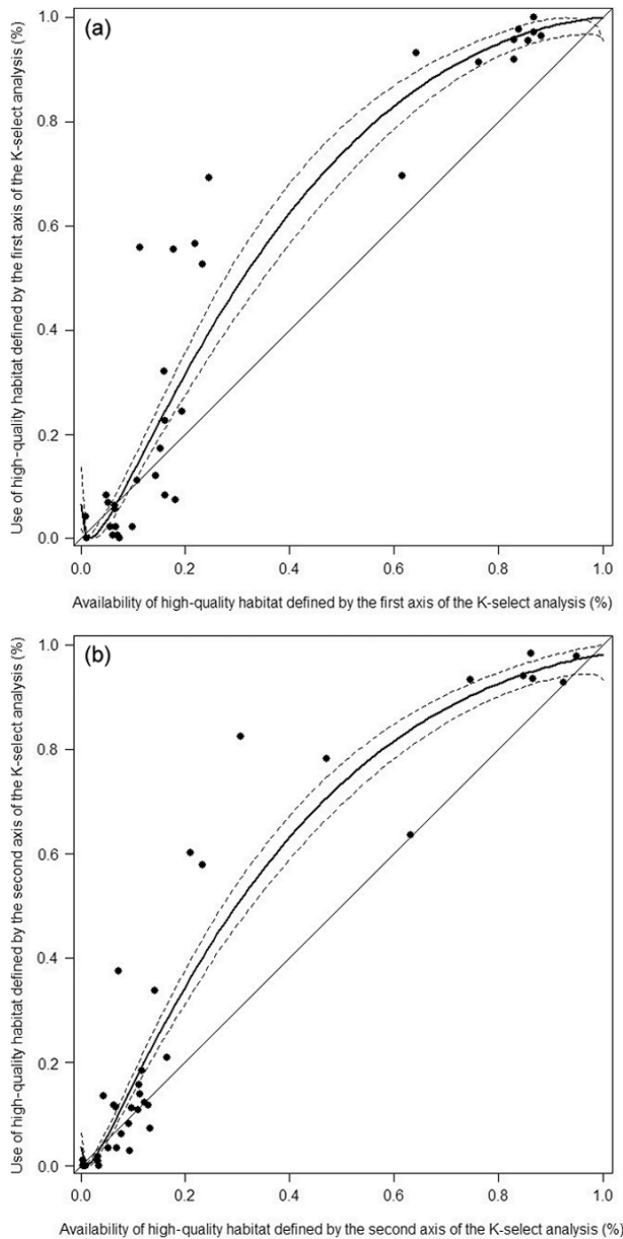 (a)
Use of high-quality habitat defined by the first axis of the K-select analysis (%)
1.0
0.8
0.6
0.4
0.2
0.0
0.0 0.2 0.4 0.6 0.8 1.0
Availability of high-quality habitat defined by the first axis of the K-select analysis (%)
(b)
Use of high-quality habitat defined by the second axis of the K-select analysis (%)
1.0
0.8
0.6
0.4
0.2
0.0
0.0 0.2 0.4 0.6 0.8 1.0
Availability of high-quality habitat defined by the second axis of the K-select analysis (%)